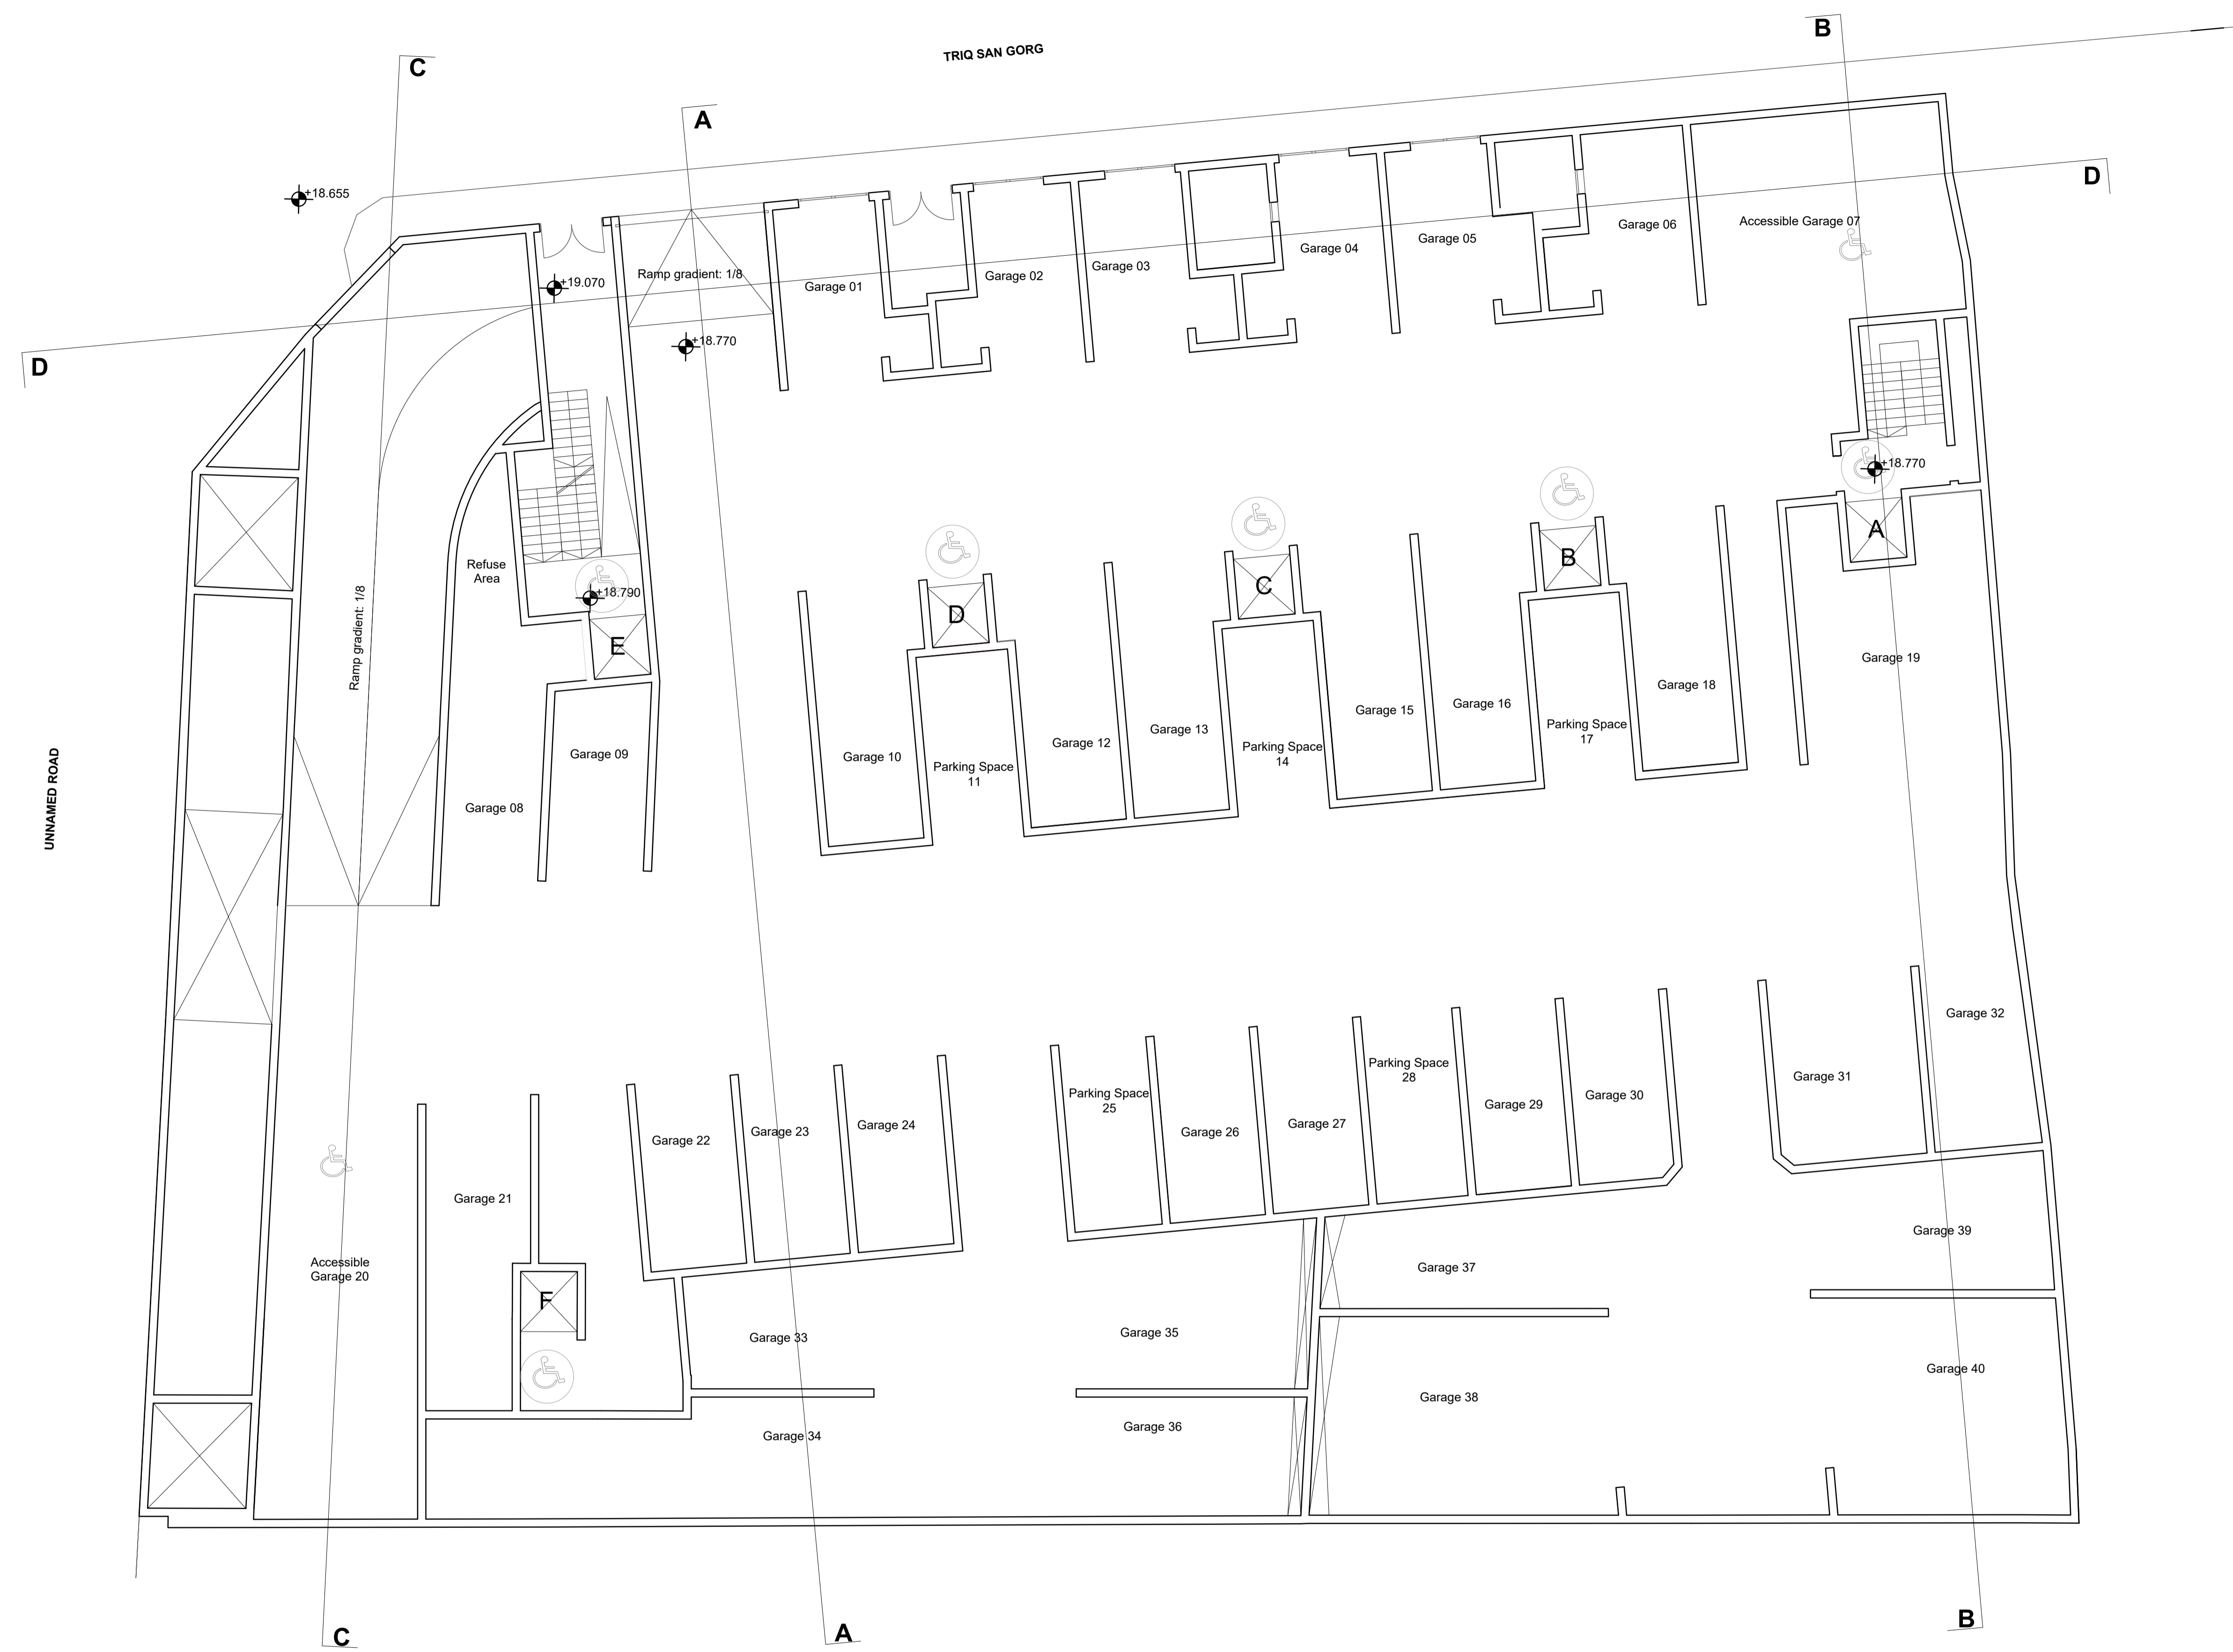 TRIQ SAN GORG
B
C
A
D
+18.655
Garage 06
Accessible Garage 07
Garage 05
Garage 04
Garage 03
Garage 02
Garage 01
Ramp gradient: 1/8
+19.070
+18.770
D
+18.770
A
B
C
D
E
Refuse
Area
+18.790
Ramp gradient: 1/8
UNNAMED ROAD
Garage 08
Garage 09
Garage 10
Parking Space
11
Garage 12
Garage 13
Parking Space
14
Garage 15
Garage 16
Parking Space
17
Garage 18
Garage 19
Accessible
Garage 20
Garage 21
F
Garage 22
Garage 23
Garage 24
Parking Space
25
Garage 26
Garage 27
Parking Space
28
Garage 29
Garage 30
Garage 31
Garage 32
Garage 33
Garage 34
Garage 35
Garage 36
Garage 37
Garage 38
Garage 39
Garage 40
C
A
B